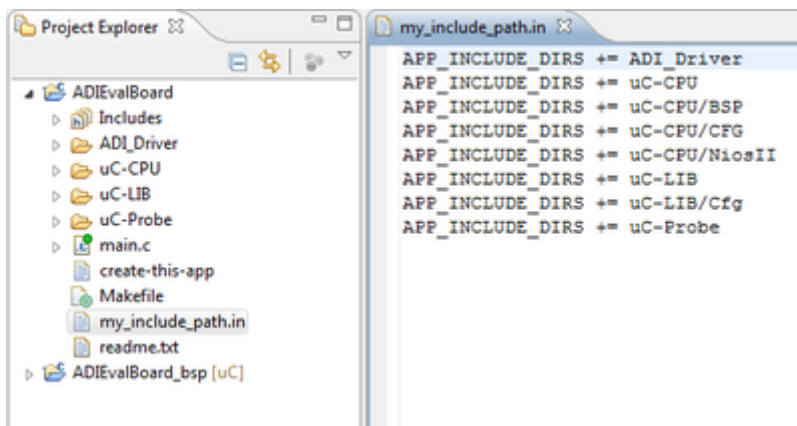 Project Explorer
ADIEvalBoard
Includes
ADI_Driver
uC-CPU
uC-LIB
uC-Probe
main.c
create-this-app
Makefile
my_include_path.in
readme.txt
ADIEvalBoard_bsp [uC]
my_include_path.in
APP_INCLUDE_DIRS += ADI_Driver
APP_INCLUDE_DIRS += uC-CPU
APP_INCLUDE_DIRS += uC-CPU/BSP
APP_INCLUDE_DIRS += uC-CPU/CFG
APP_INCLUDE_DIRS += uC-CPU/NiosII
APP_INCLUDE_DIRS += uC-LIB
APP_INCLUDE_DIRS += uC-LIB/Cfg
APP_INCLUDE_DIRS += uC-Probe